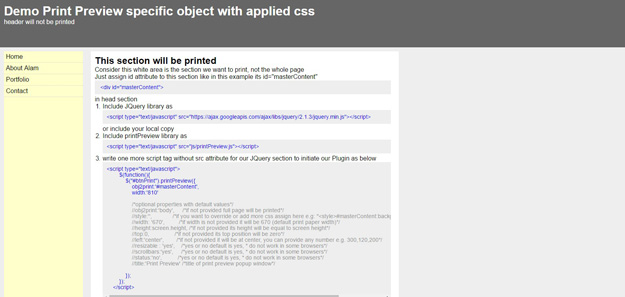 Demo Print Preview specific object with applied css
header will not be printed
Home
About Alam
Portfolio
Contact
This section will be printed
Consider this white area is the section we want to print, not the whole page
Just assign id attribute to this section like in this example its id="masterContent"
<div id="masterContent">
in head section
1. Include JQuery library as
<script type="text/javascript" src="https://ajax.googleapis.com/ajax/libs/jquery/2.1.3/jquery.min.js"></script>
or include your local copy
2. Include printPreview library as
<script type="text/javascript" src="js/printPreview.js"></script>
3. write one more script tag without src attribute for our JQuery section to initiate our Plugin as below
<script type="text/javascript">
$(function(){
$("#btnPrint").printPreview({
obj2print:'#masterContent',
width:'810'
/*optional properties with default values*/
//obj2print:'body', /*if not provided full page will be printed*/
//style:'', /*if you want to override or add more css assign here e.g: "<style>#masterContent:backg
//width: '670', /*if width is not provided it will be 670 (default print paper width)*/
//height:screen.height, /*if not provided its height will be equal to screen height*/
//top:0, /*if not provided its top position will be zero*/
//left:'center', /*if not provided it will be at center, you can provide any number e.g. 300,120,200*/
//resizable : 'yes', /*yes or no default is yes, * do not work in some browsers*/
//scrollbars:'yes', /*yes or no default is yes, * do not work in some browsers*/
//status:'no', /*yes or no default is yes, * do not work in some browsers*/
//title:'Print Preview' /*title of print preview popup window*/
});
});
</script>